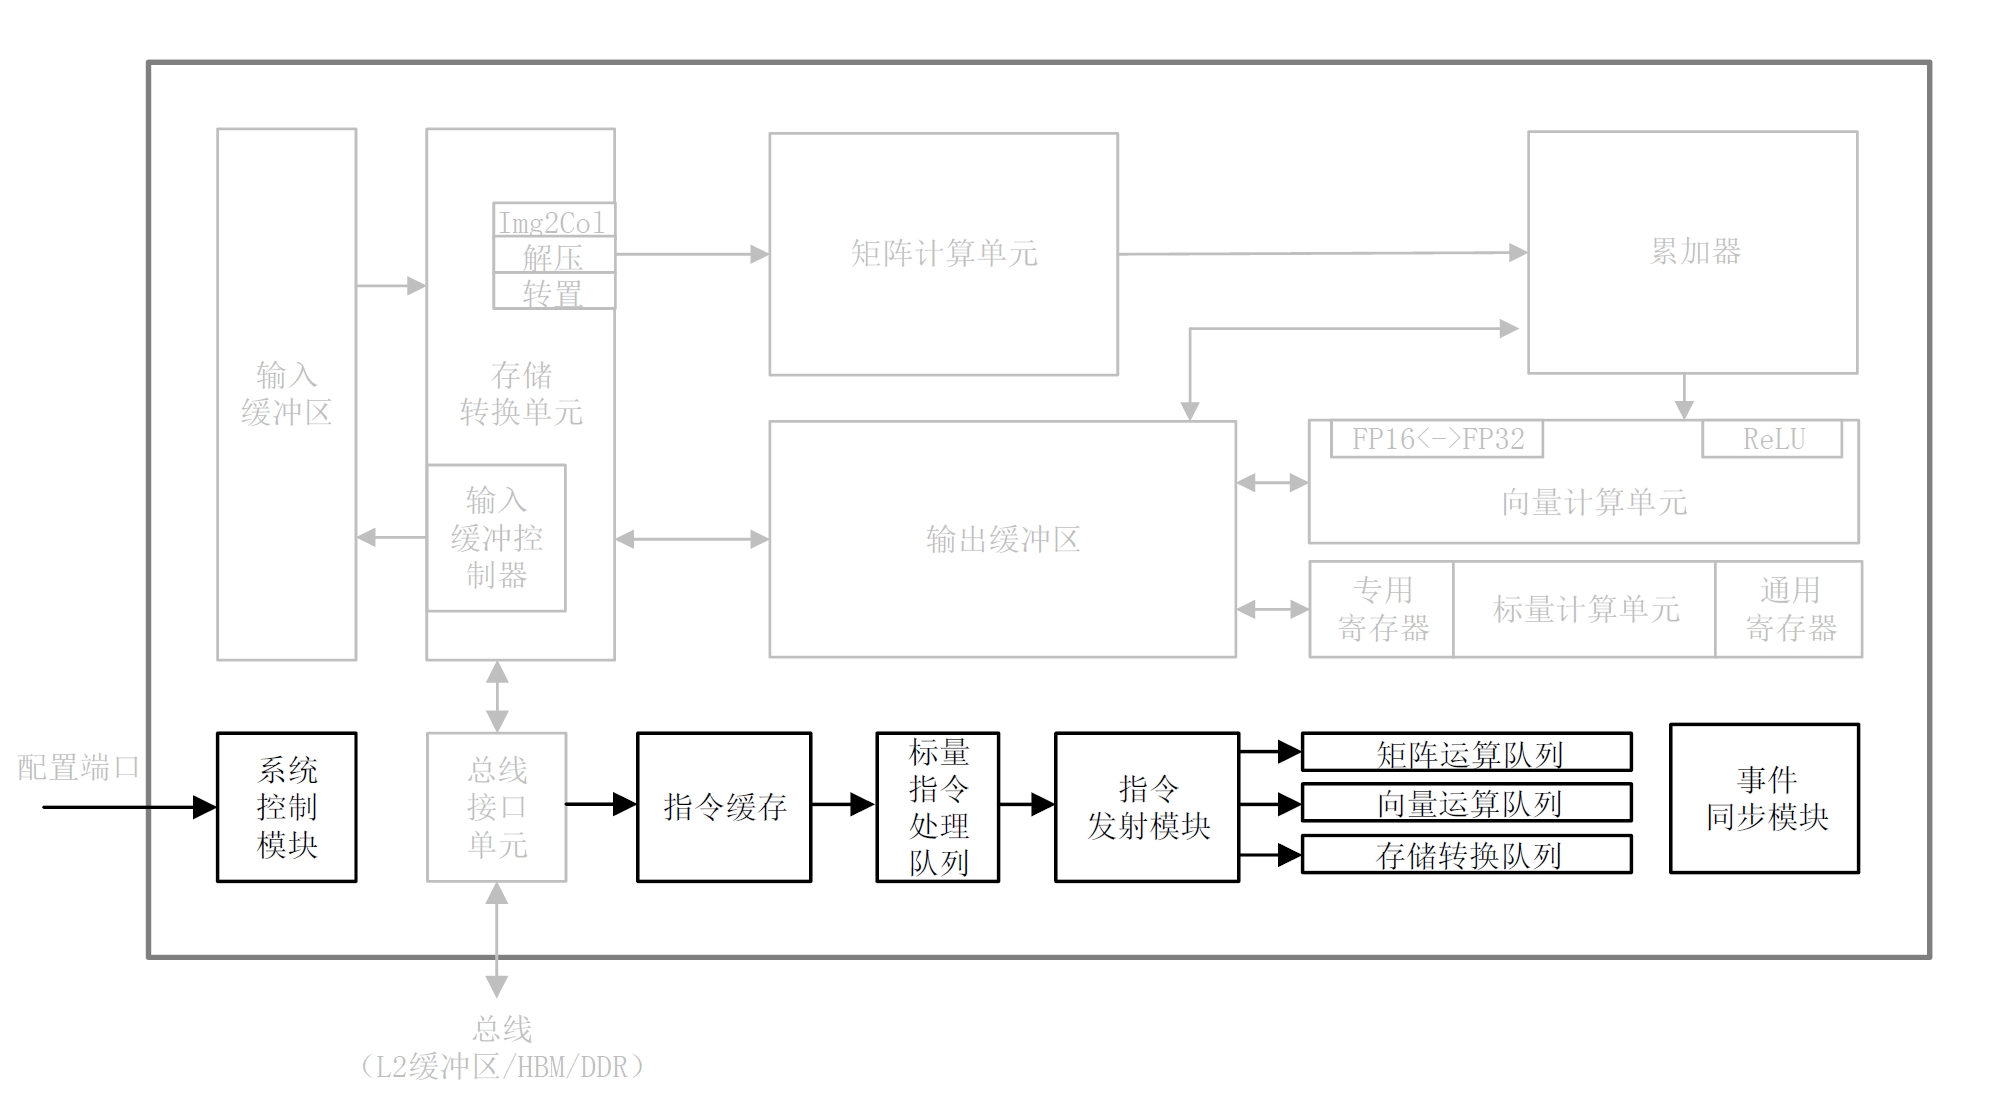 Img2Col
解压
转置
矩阵计算单元
累加器
输入
缓冲区
存储
转换单元
FP16<->FP32
ReLU
向量计算单元
输入
缓冲控
制器
输出缓冲区
专用
寄存器
标量计算单元
通用
寄存器
配置端口
系统
控制
模块
总线
接口
单元
指令缓存
标量
指令
处理
队列
指令
发射模块
矩阵运算队列
向量运算队列
存储转换队列
事件
同步模块
总线
（L2缓冲区/HBM/DDR）